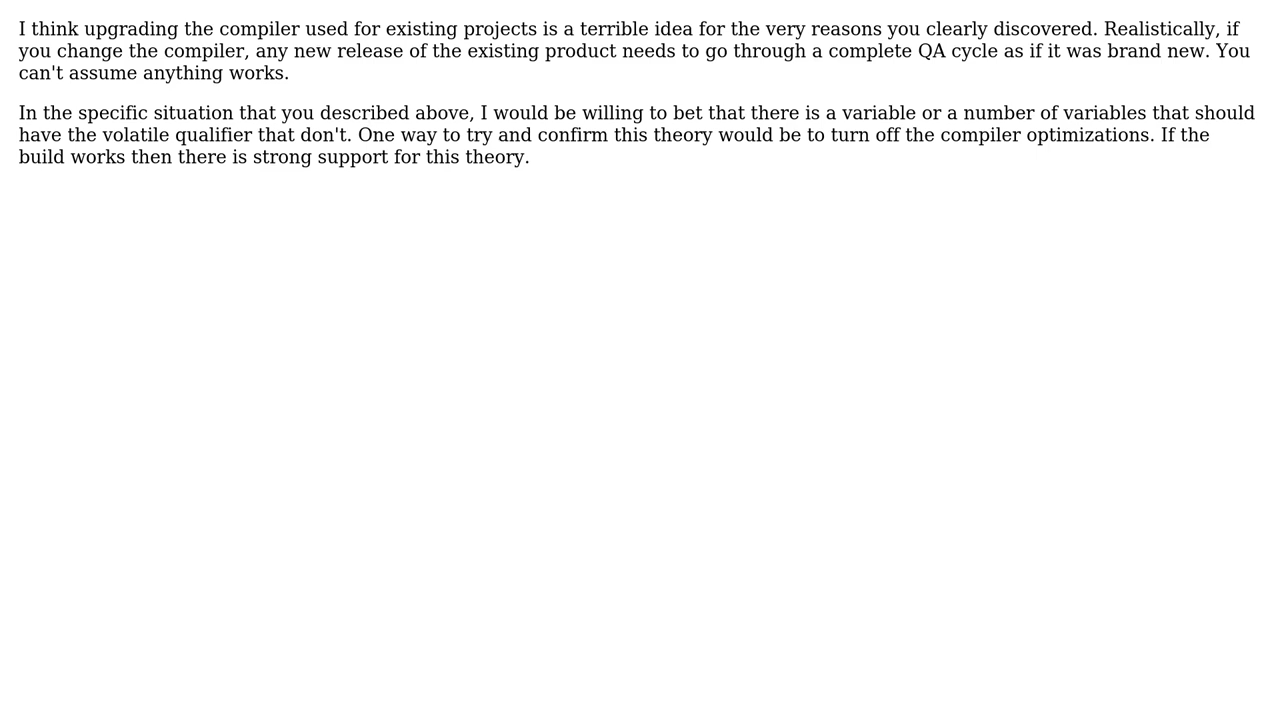 I think upgrading the compiler used for existing projects is a terrible idea for the very reasons you clearly discovered. Realistically, if
you change the compiler, any new release of the existing product needs to go through a complete QA cycle as if it was brand new. You
can't assume anything works.
In the specific situation that you described above, I would be willing to bet that there is a variable or a number of variables that should
have the volatile qualifier that don't. One way to try and confirm this theory would be to turn off the compiler optimizations. If the
build works then there is strong support for this theory.